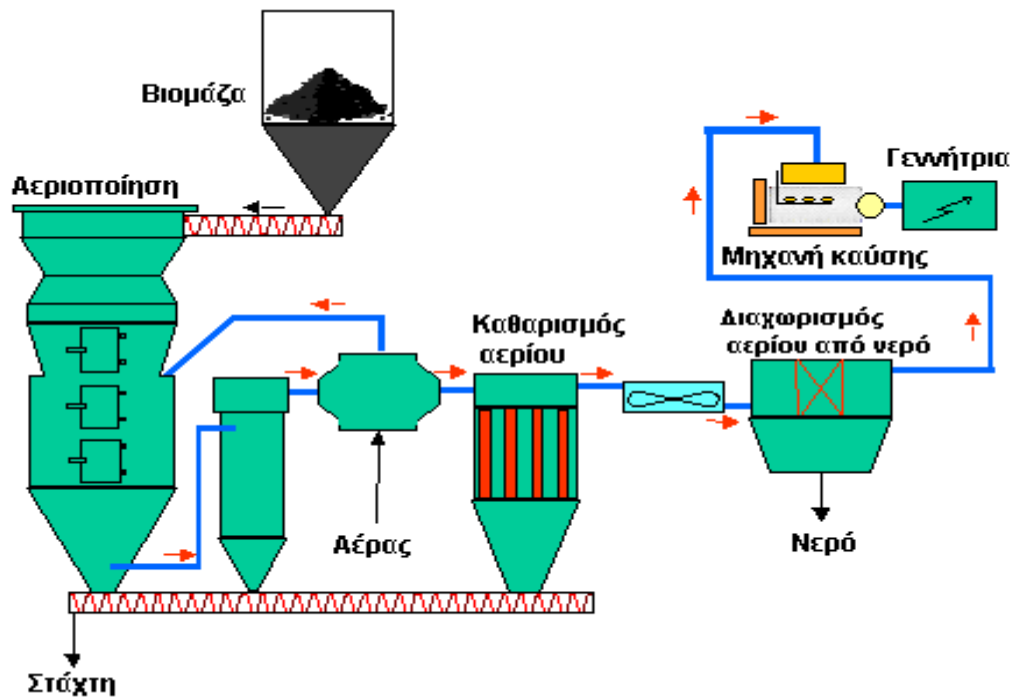 Βιομάζα
Αεριοποίηση
Γεννήτρια
Μηχανή καύσης
Καθαρισμός
αερίου
Διαχωρισμός
αερίου από νερό
Αέρας
Νερό
Στάχτη